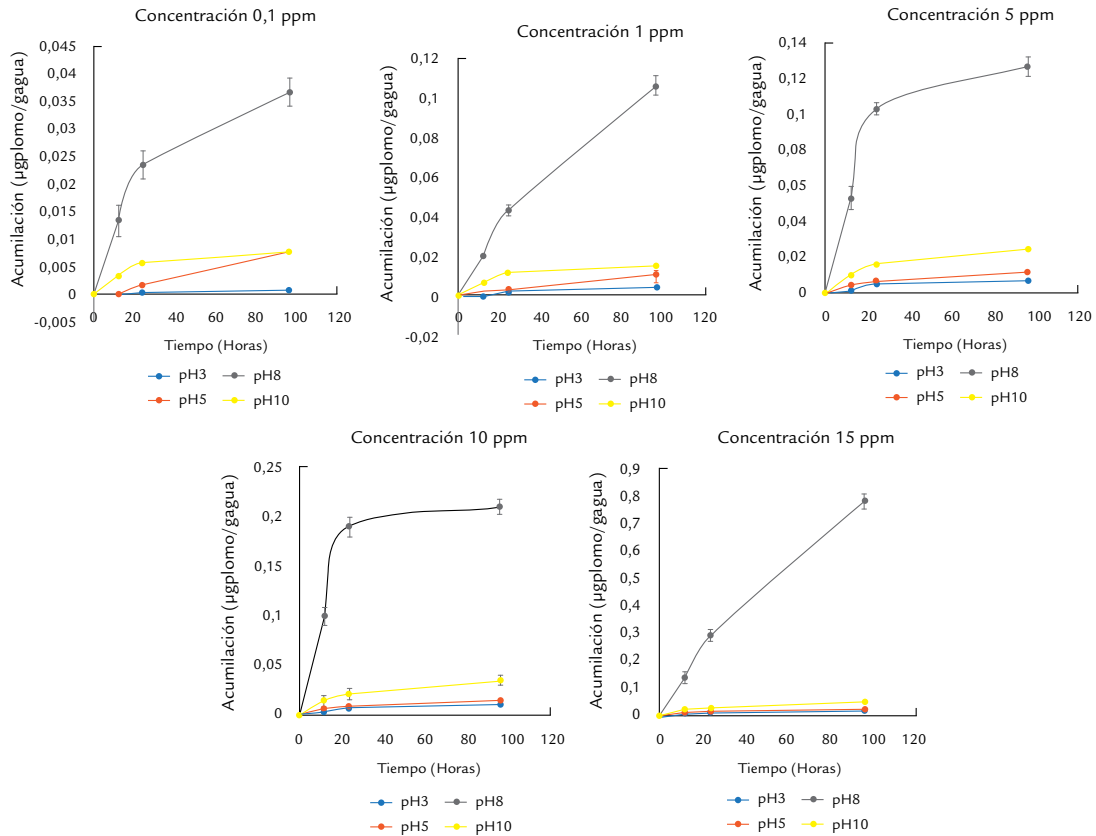 Concentración 0,1 ppm
Acumilación (µgplomo/gagua)
0,045
0,04
0,035
0,03
0,025
0,02
0,015
0,01
0,005
0
-0,005
0 20 40 60 80 100 120
Tiempo (Horas)
pH3 pH8
pH5 pH10
Concentración 1 ppm
Acumilación (µgplomo/gagua)
0,12
0,1
0,06
0,04
0,02
0
-0,02
0 20 40 60 80 100 120
Tiempo (Horas)
pH3 pH8
pH5 pH10
Concentración 5 ppm
Acumilación (µgplomo/gagua)
0,14
0,12
0,1
0,08
0,05
0,04
0,02
0
0 20 40 60 80 100 120
Tiempo (Horas)
pH3 pH8
pH5 pH10
Concentración 10 ppm
Acumilación (µgplomo/gagua)
0,25
0,2
0,15
0,1
0,05
0
0 20 40 60 80 100 120
Tiempo (Horas)
pH3 pH8
pH5 pH10
Concentración 15 ppm
Acumilación (µgplomo/gagua)
0,9
0,8
0,7
0,6
0,5
0,4
0,3
0,2
0,1
0
0 20 40 60 80 100 120
Tiempo (Horas)
pH3 pH8
pH5 pH10